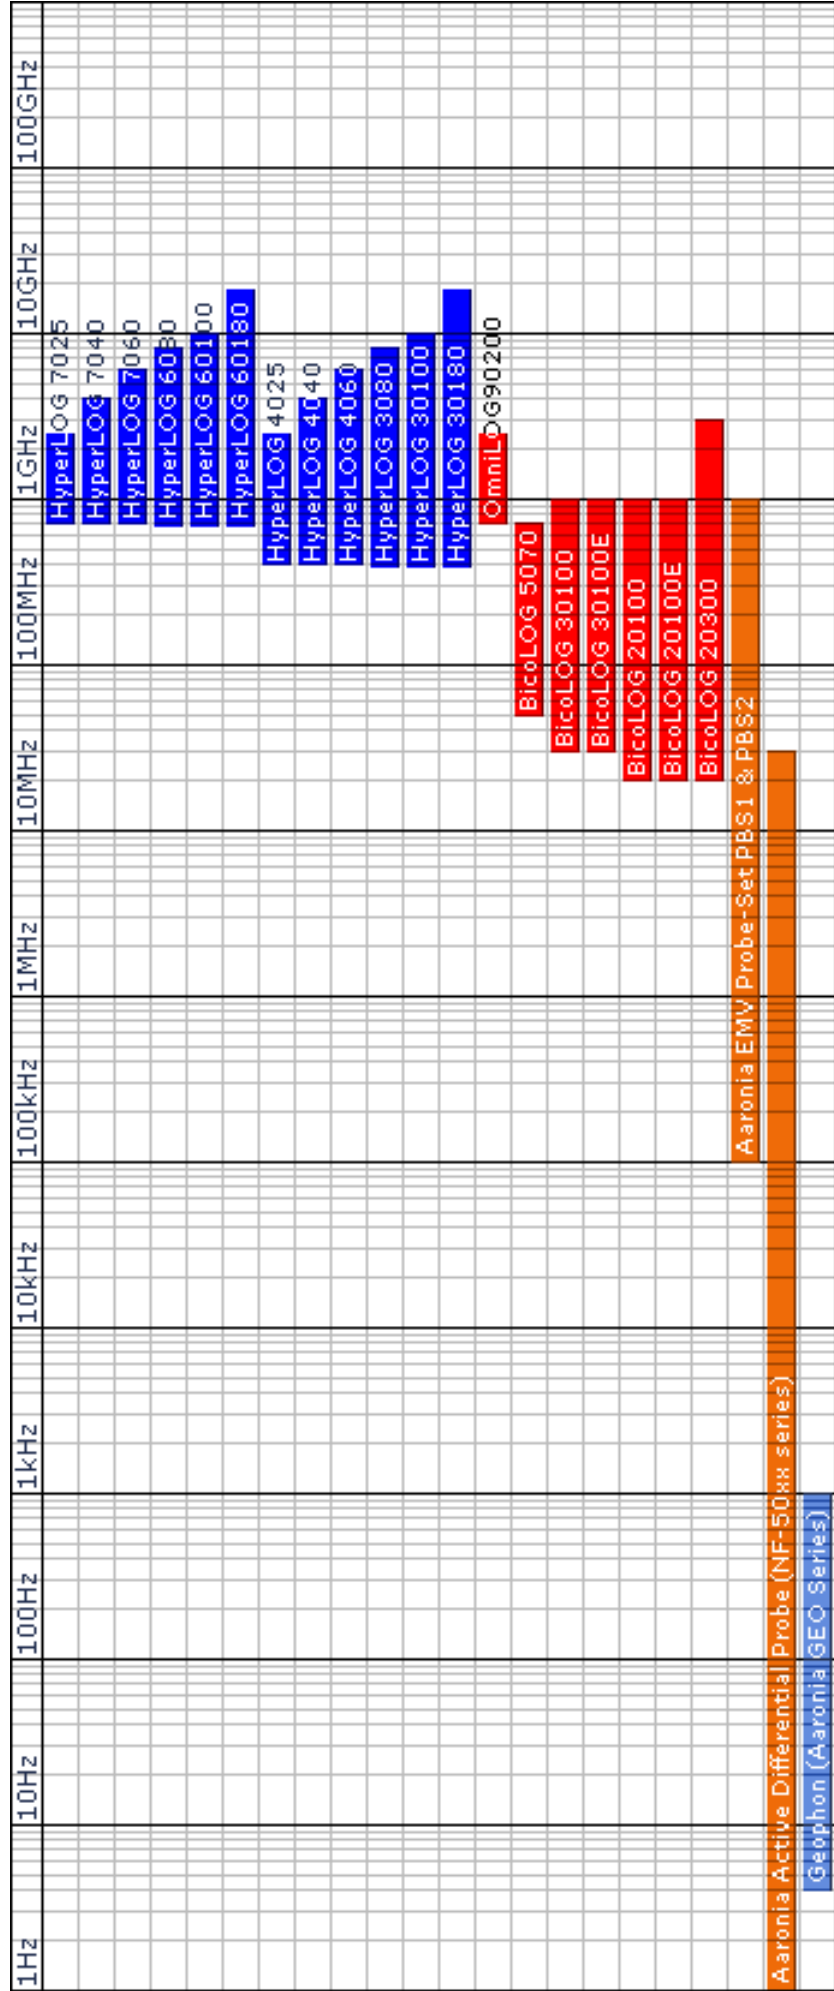 1Hz
10Hz
100Hz
1kHz
10kHz
100kHz
1MHz
10MHz
100MHz
1GHz
10GHz
100GHz
HyperLOG 7025
HyperLOG 7040
HyperLOG 7060
HyperLOG 6080
HyperLOG 60100
HyperLOG 60180
HyperLOG 4025
HyperLOG 4040
HyperLOG 4060
HyperLOG 3080
HyperLOG 30100
HyperLOG 30180
OmniLOG90200
BicoLOG 5070
BicoLOG 30100
BicoLOG 30100E
BicoLOG 20100
BicoLOG 20100E
BicoLOG 20300
Aaronia EMV Probe-Set PBS1 & PBS2
Aaronia Active Differential Probe (NF-50xx series)
Geophon (Aaronia GEO Series)